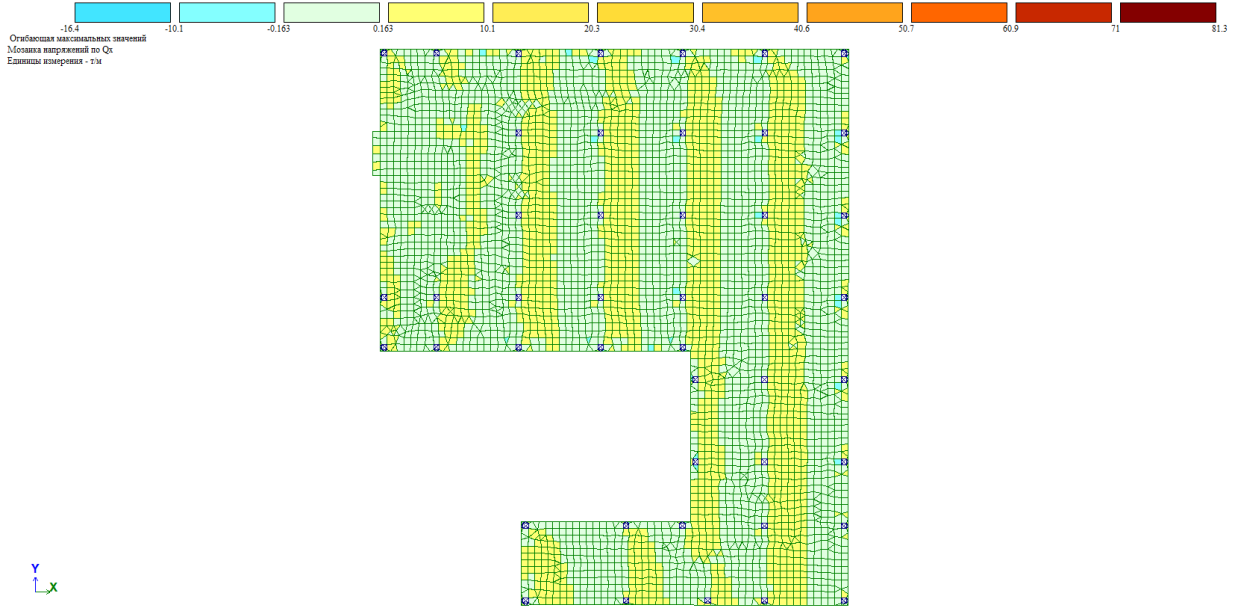 -16.4 -10.1 -0.163 0.163 10.1 20.3 30.4 40.6 50.7 60.9 71 81.3
Огибающая максимальных значений
Мозаика напряжений по Qx
Единицы измерения - т/м
Y
X